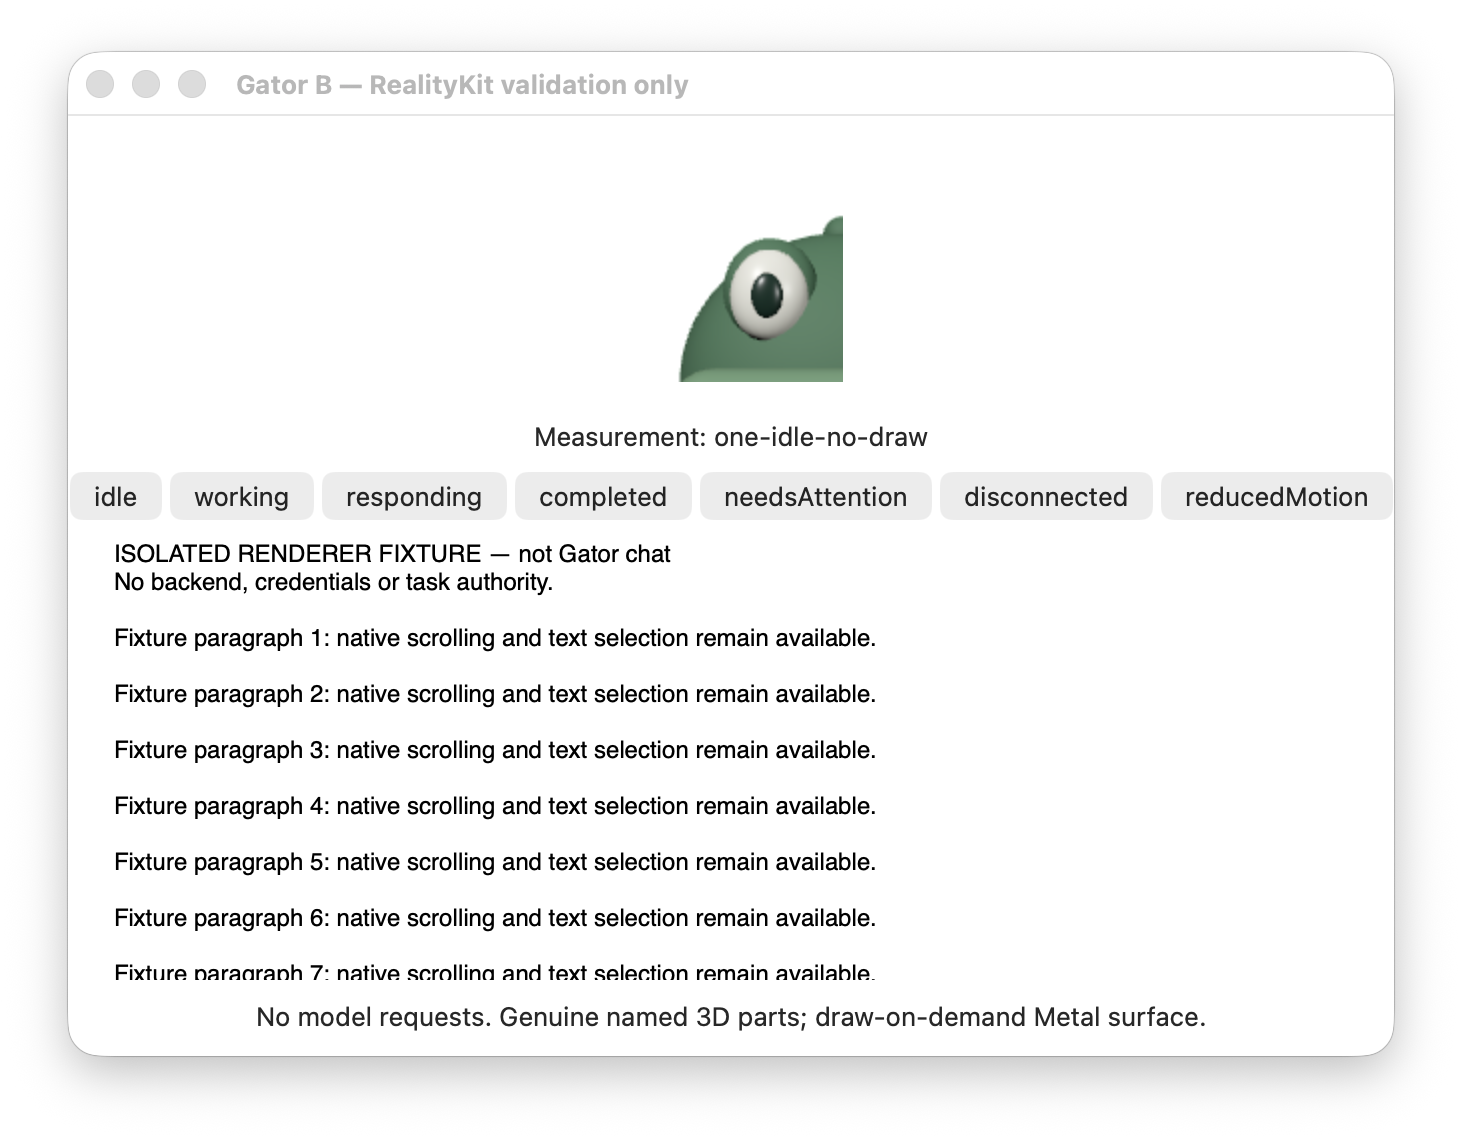 Gator B — RealityKit validation only
Measurement: one-idle-no-draw
idle working responding completed needsAttention disconnected reducedMotion
ISOLATED RENDERER FIXTURE — not Gator chat
No backend, credentials or task authority.
Fixture paragraph 1: native scrolling and text selection remain available.
Fixture paragraph 2: native scrolling and text selection remain available.
Fixture paragraph 3: native scrolling and text selection remain available.
Fixture paragraph 4: native scrolling and text selection remain available.
Fixture paragraph 5: native scrolling and text selection remain available.
Fixture paragraph 6: native scrolling and text selection remain available.
Fixture paragraph 7: native scrolling and text selection remain available.
No model requests. Genuine named 3D parts; draw-on-demand Metal surface.